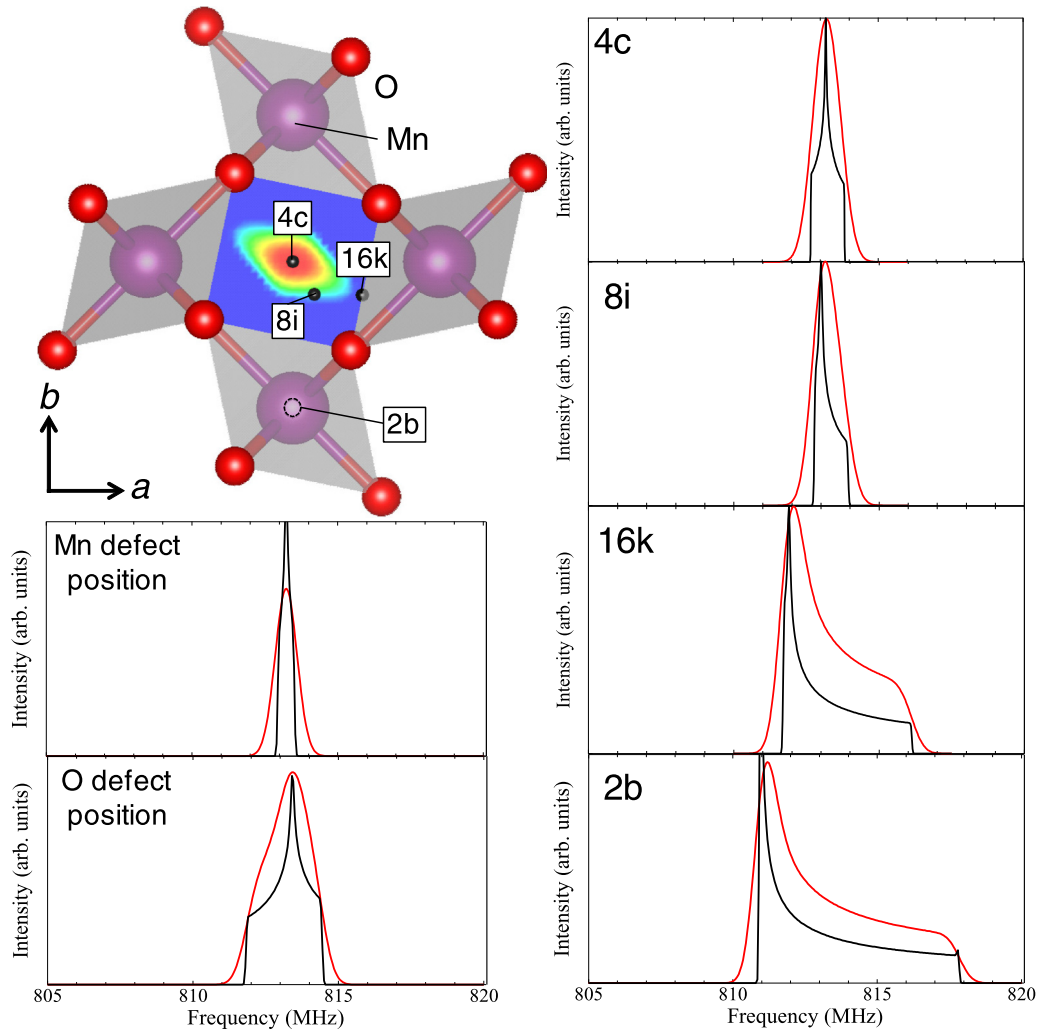 O
Mn
4c
16k
8i
2b
b
a
Mn defect
position
Intensity (arb. units)
O defect
position
Intensity (arb. units)
805
810
815
820
Frequency (MHz)
4c
Intensity (arb. units)
8i
Intensity (arb. units)
16k
Intensity (arb. units)
2b
Intensity (arb. units)
805
810
815
820
Frequency (MHz)